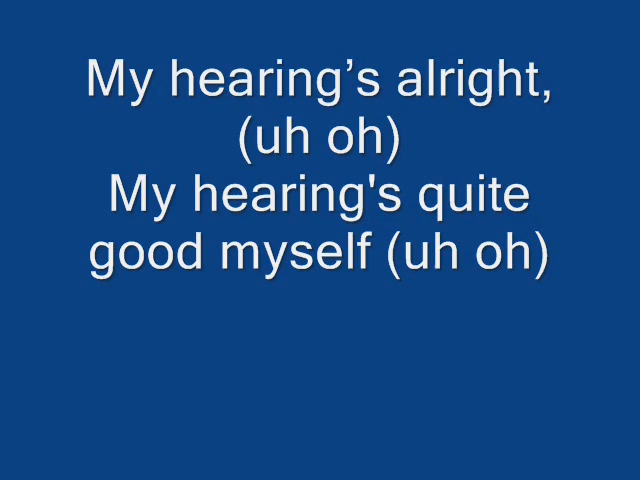 My hearing’s alright,
(uh oh)
My hearing's quite
good myself (uh oh)